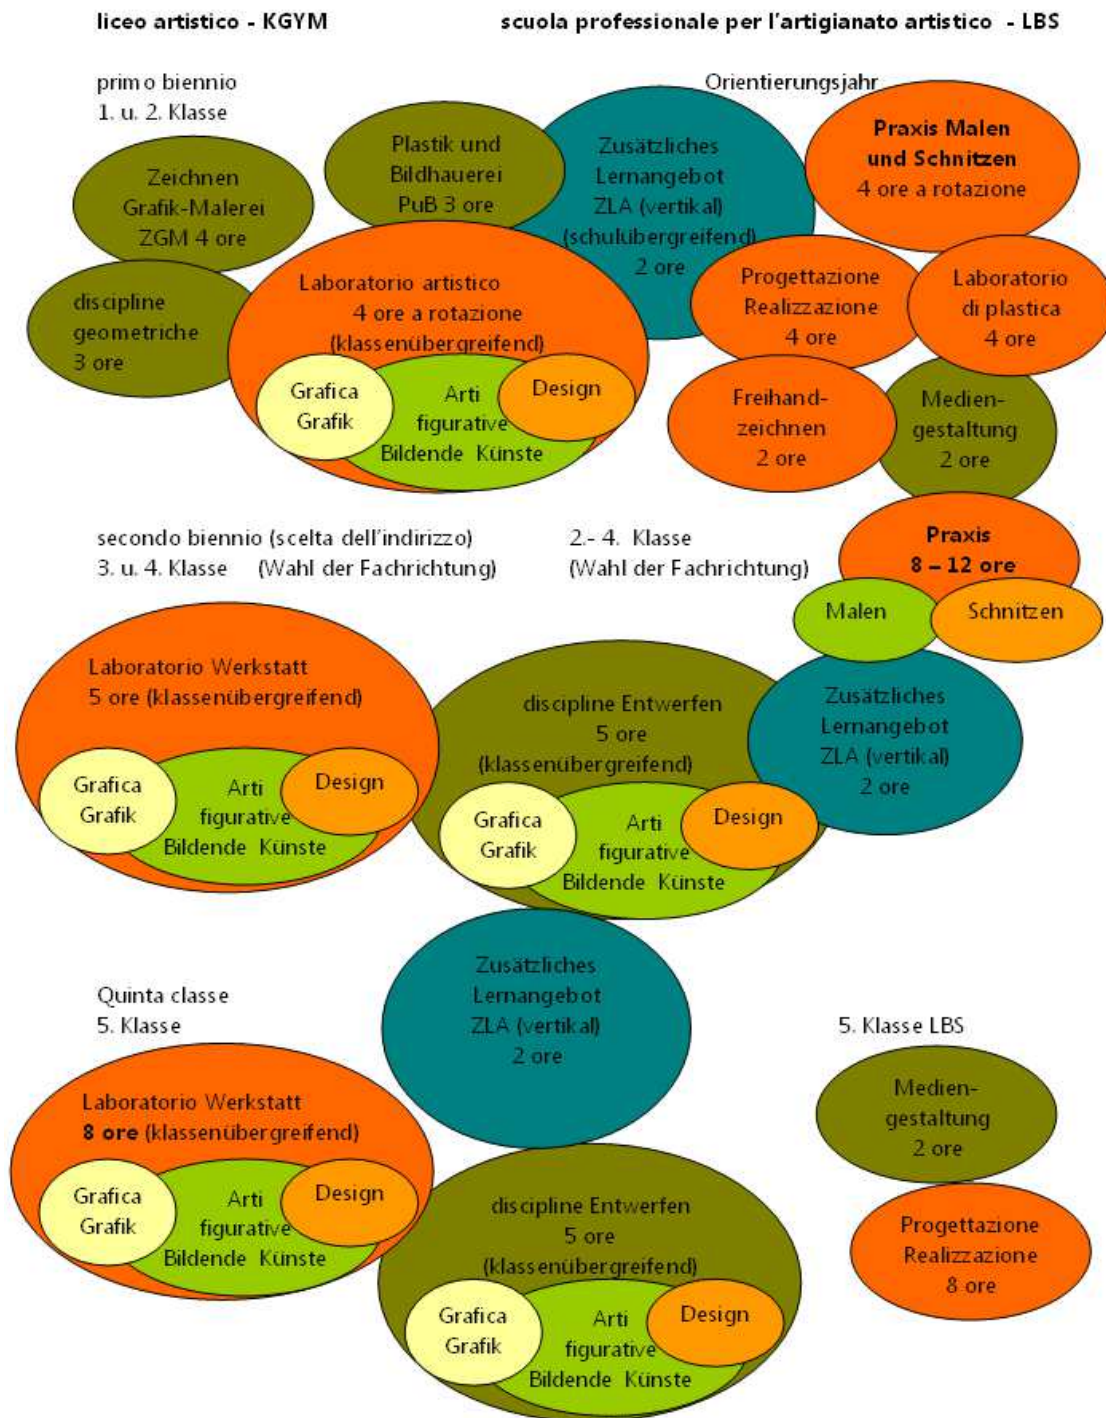 liceo artistico - KGYM
scuola professionale per l'artigianato artistico - LBS
primo biennio
1. u. 2. Klasse
Orientierungsjahr
Zeichnen
Grafik-Malerei
ZGM 4 ore
Plastik und
Bildhauerei
PuB 3 ore
Zusätzliches
Lernangebot
ZLA (vertikal)
(schulübergreifend)
2 ore
Praxis Malen
und Schnitzen
4 ore a rotazione
discipline
geometriche
3 ore
Laboratorio artistico
4 ore a rotazione
(klassenübergreifend)
Grafica
Grafik
Arti
figurative
Bildende Künste
Design
Progettazione
Realizzazione
4 ore
Laboratorio
di plastica
4 ore
Freihand-
zeichnen
2 ore
Medien-
gestaltung
2 ore
secondo biennio (scelta dell'indirizzo)
3. u. 4. Klasse (Wahl der Fachrichtung)
2.- 4. Klasse
(Wahl der Fachrichtung)
Praxis
8 – 12 ore
Malen
Schnitzen
Laboratorio Werkstatt
5 ore (klassenübergreifend)
Grafica
Grafik
Arti
figurative
Bildende Künste
Design
discipline Entwerfen
5 ore
(klassenübergreifend)
Grafica
Grafik
Arti
figurative
Bildende Künste
Design
Zusätzliches
Lernangebot
ZLA (vertikal)
2 ore
Quinta classe
5. Klasse
Zusätzliches
Lernangebot
ZLA (vertikal)
2 ore
5. Klasse LBS
Laboratorio Werkstatt
8 ore (klassenübergreifend)
Grafica
Grafik
Arti
figurative
Bildende Künste
Design
discipline Entwerfen
5 ore
(klassenübergreifend)
Grafica
Grafik
Arti
figurative
Bildende Künste
Design
Medien-
gestaltung
2 ore
Progettazione
Realizzazione
8 ore